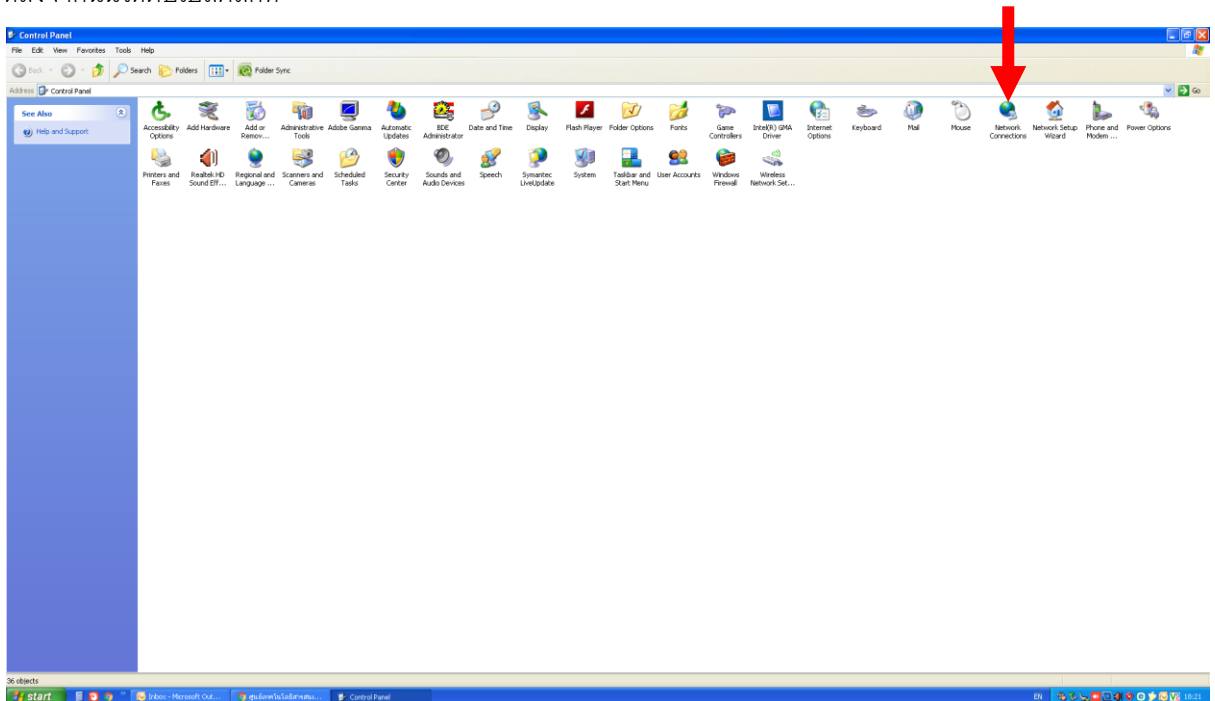 Control Panel
File Edit View Favorites Tools Help
Back Search Folders Folder Sync
Address Control Panel Go
See Also
Help and Support
Accessibility Options
Add Hardware
Add or Remov...
Administrative Tools
Adobe Gamma
Automatic Updates
BDE Administrator
Date and Time
Display
Flash Player
Folder Options
Fonts
Game Controllers
Intel(R) GMA Driver
Internet Options
Keyboard
Mail
Mouse
Network Connections
Network Setup Wizard
Phone and Modem ...
Power Options
Printers and Faxes
Realtek HD Sound Eff...
Regional and Language ...
Scanners and Cameras
Scheduled Tasks
Security Center
Sounds and Audio Devices
Speech
Symantec LiveUpdate
System
Taskbar and Start Menu
User Accounts
Windows Firewall
Wireless Network Set...
36 objects
start Inbox - Microsoft Out... Control Panel EN 18:21